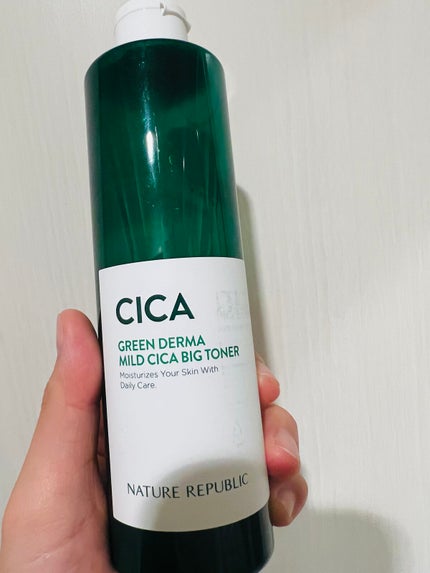 CICA
GREEN DERMA
MILD CICA BIG TONER
Moisturizes Your Skin With
Daily Care.
NATURE REPUBLIC